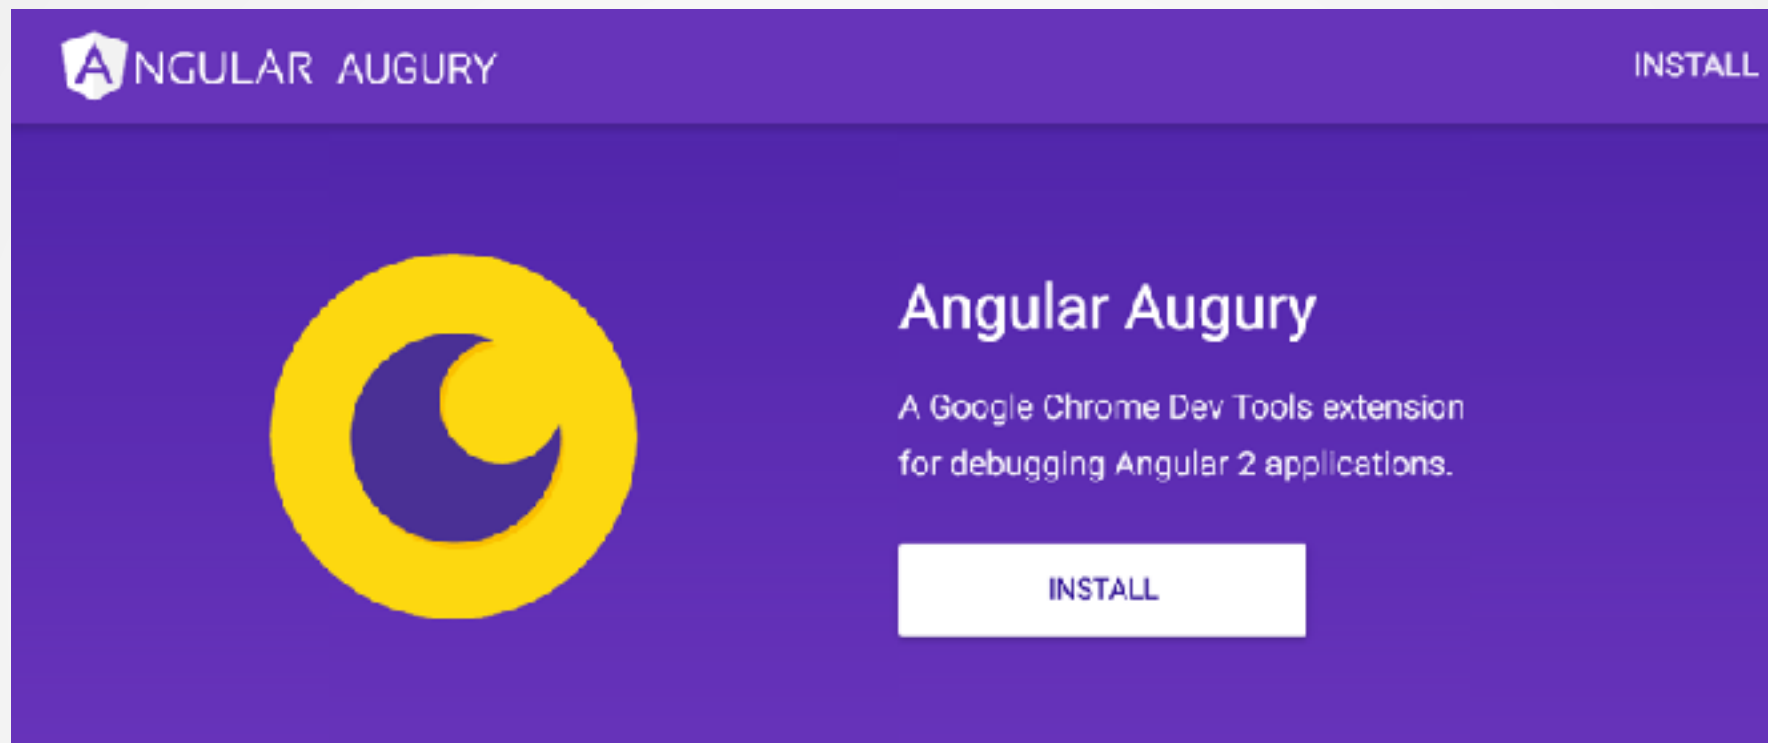 ANGULAR AUGURY
INSTALL
Angular Augury
A Google Chrome Dev Tools extension
for debugging Angular 2 applications.
INSTALL